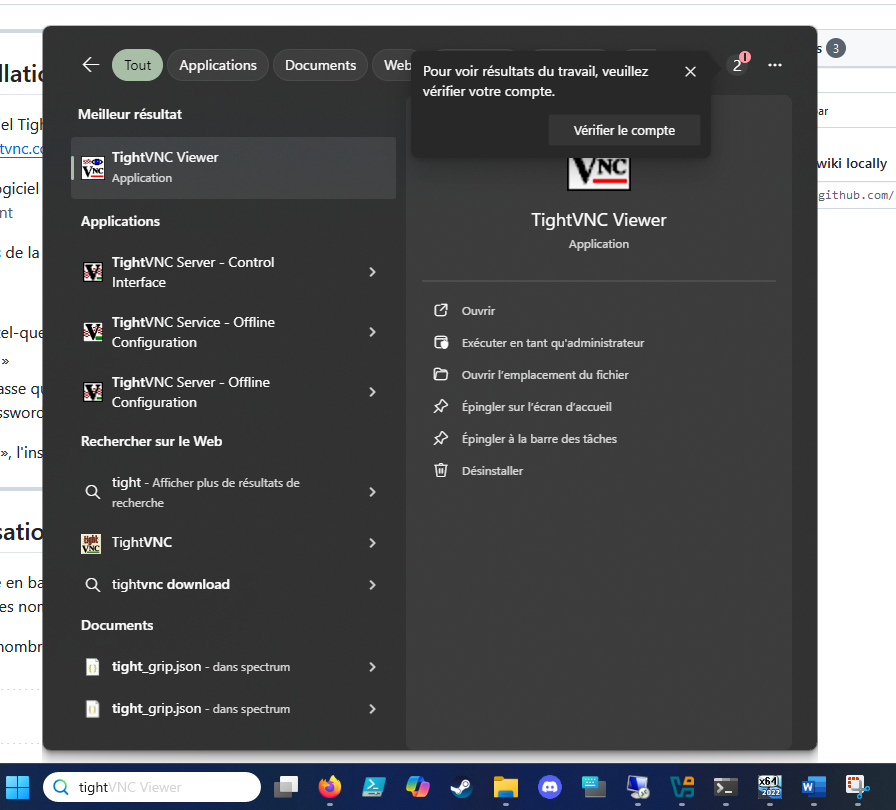 llatio
el Tigh
tvnc.co
ogiciel
nt
s de la
tel-que
»
asse qu
ssword
», l'ins
satio
e en ba
es nom
nombr
Tout
Applications
Documents
Web
Pour voir résultats du travail, veuillez
vérifier votre compte.
Vérifier le compte
2
Meilleur résultat
TightVNC Viewer
Application
Applications
TightVNC Server - Control
Interface
TightVNC Service - Offline
Configuration
TightVNC Server - Offline
Configuration
Rechercher sur le Web
tight - Afficher plus de résultats de
recherche
TightVNC
tightvnc download
Documents
tight_grip.json - dans spectrum
tight_grip.json - dans spectrum
VNC
TightVNC Viewer
Application
Ouvrir
Exécuter en tant qu'administrateur
Ouvrir l'emplacement du fichier
Épingler sur l'écran d'accueil
Épingler à la barre des tâches
Désinstaller
s 3
ar
wiki locally
github.com/
tightVNC Viewer
x64
2022